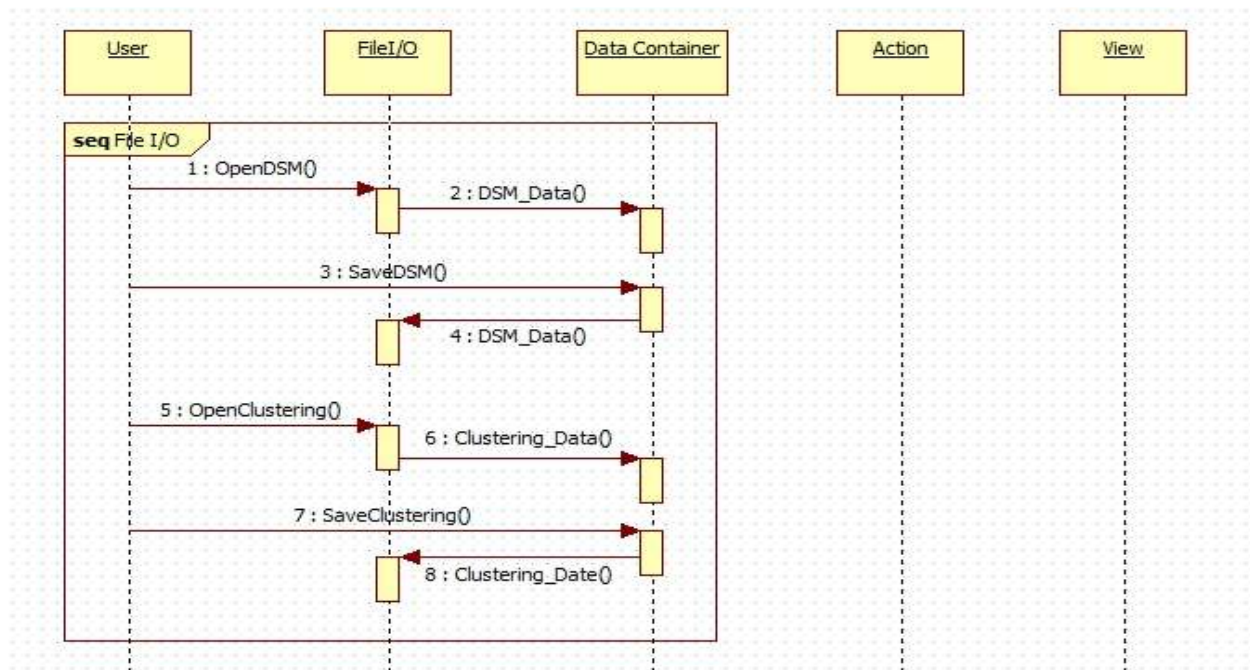 User
FileI/O
Data Container
Action
View
seq File I/O
1 : OpenDSM()
2 : DSM_Data()
3 : SaveDSM()
4 : DSM_Data()
5 : OpenClustering()
6 : Clustering_Data()
7 : SaveClustering()
8 : Clustering_Date()